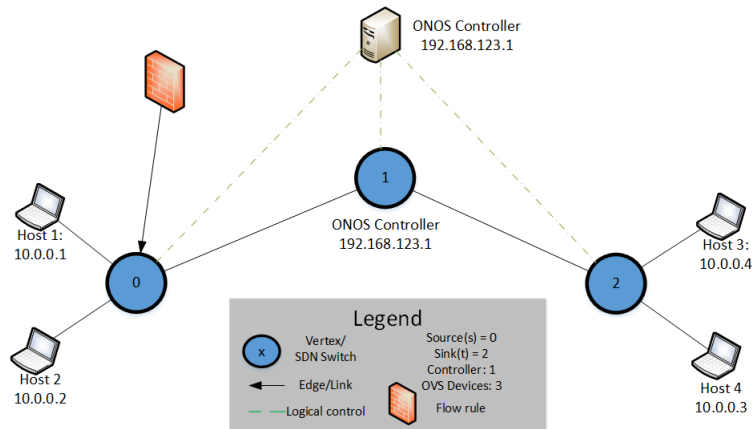 ONOS Controller
192.168.123.1
1
ONOS Controller
192.168.123.1
Host 1:
10.0.0.1
0
Host 2
10.0.0.2
Host 3:
10.0.0.4
2
Host 4
10.0.0.3
Legend
x
Vertex/
SDN Switch
Edge/Link
Logical control
Source(s) = 0
Sink(t) = 2
Controller: 1
OVS Devices: 3
Flow rule